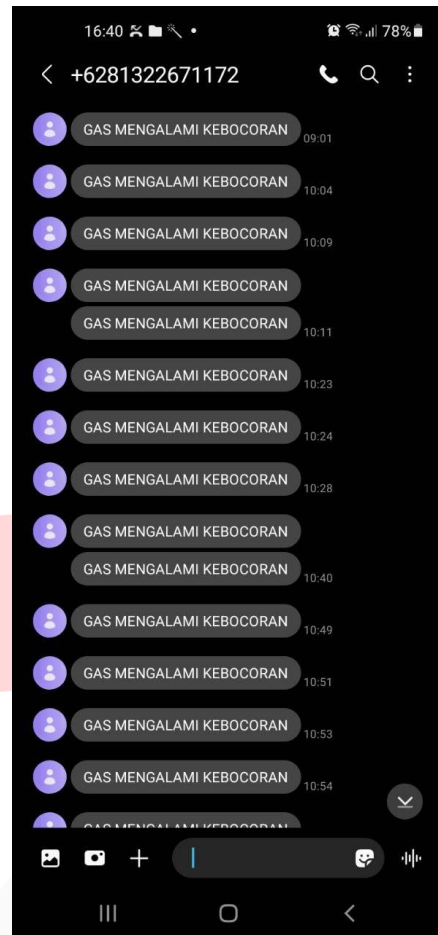 16:40
78%
+6281322671172
GAS MENGALAMI KEBOCORAN 09:01
GAS MENGALAMI KEBOCORAN 10:04
GAS MENGALAMI KEBOCORAN 10:09
GAS MENGALAMI KEBOCORAN
GAS MENGALAMI KEBOCORAN 10:11
GAS MENGALAMI KEBOCORAN 10:23
GAS MENGALAMI KEBOCORAN 10:24
GAS MENGALAMI KEBOCORAN 10:28
GAS MENGALAMI KEBOCORAN
GAS MENGALAMI KEBOCORAN 10:40
GAS MENGALAMI KEBOCORAN 10:49
GAS MENGALAMI KEBOCORAN 10:51
GAS MENGALAMI KEBOCORAN 10:53
GAS MENGALAMI KEBOCORAN 10:54
GAS MENGALAMI KEBOCORAN